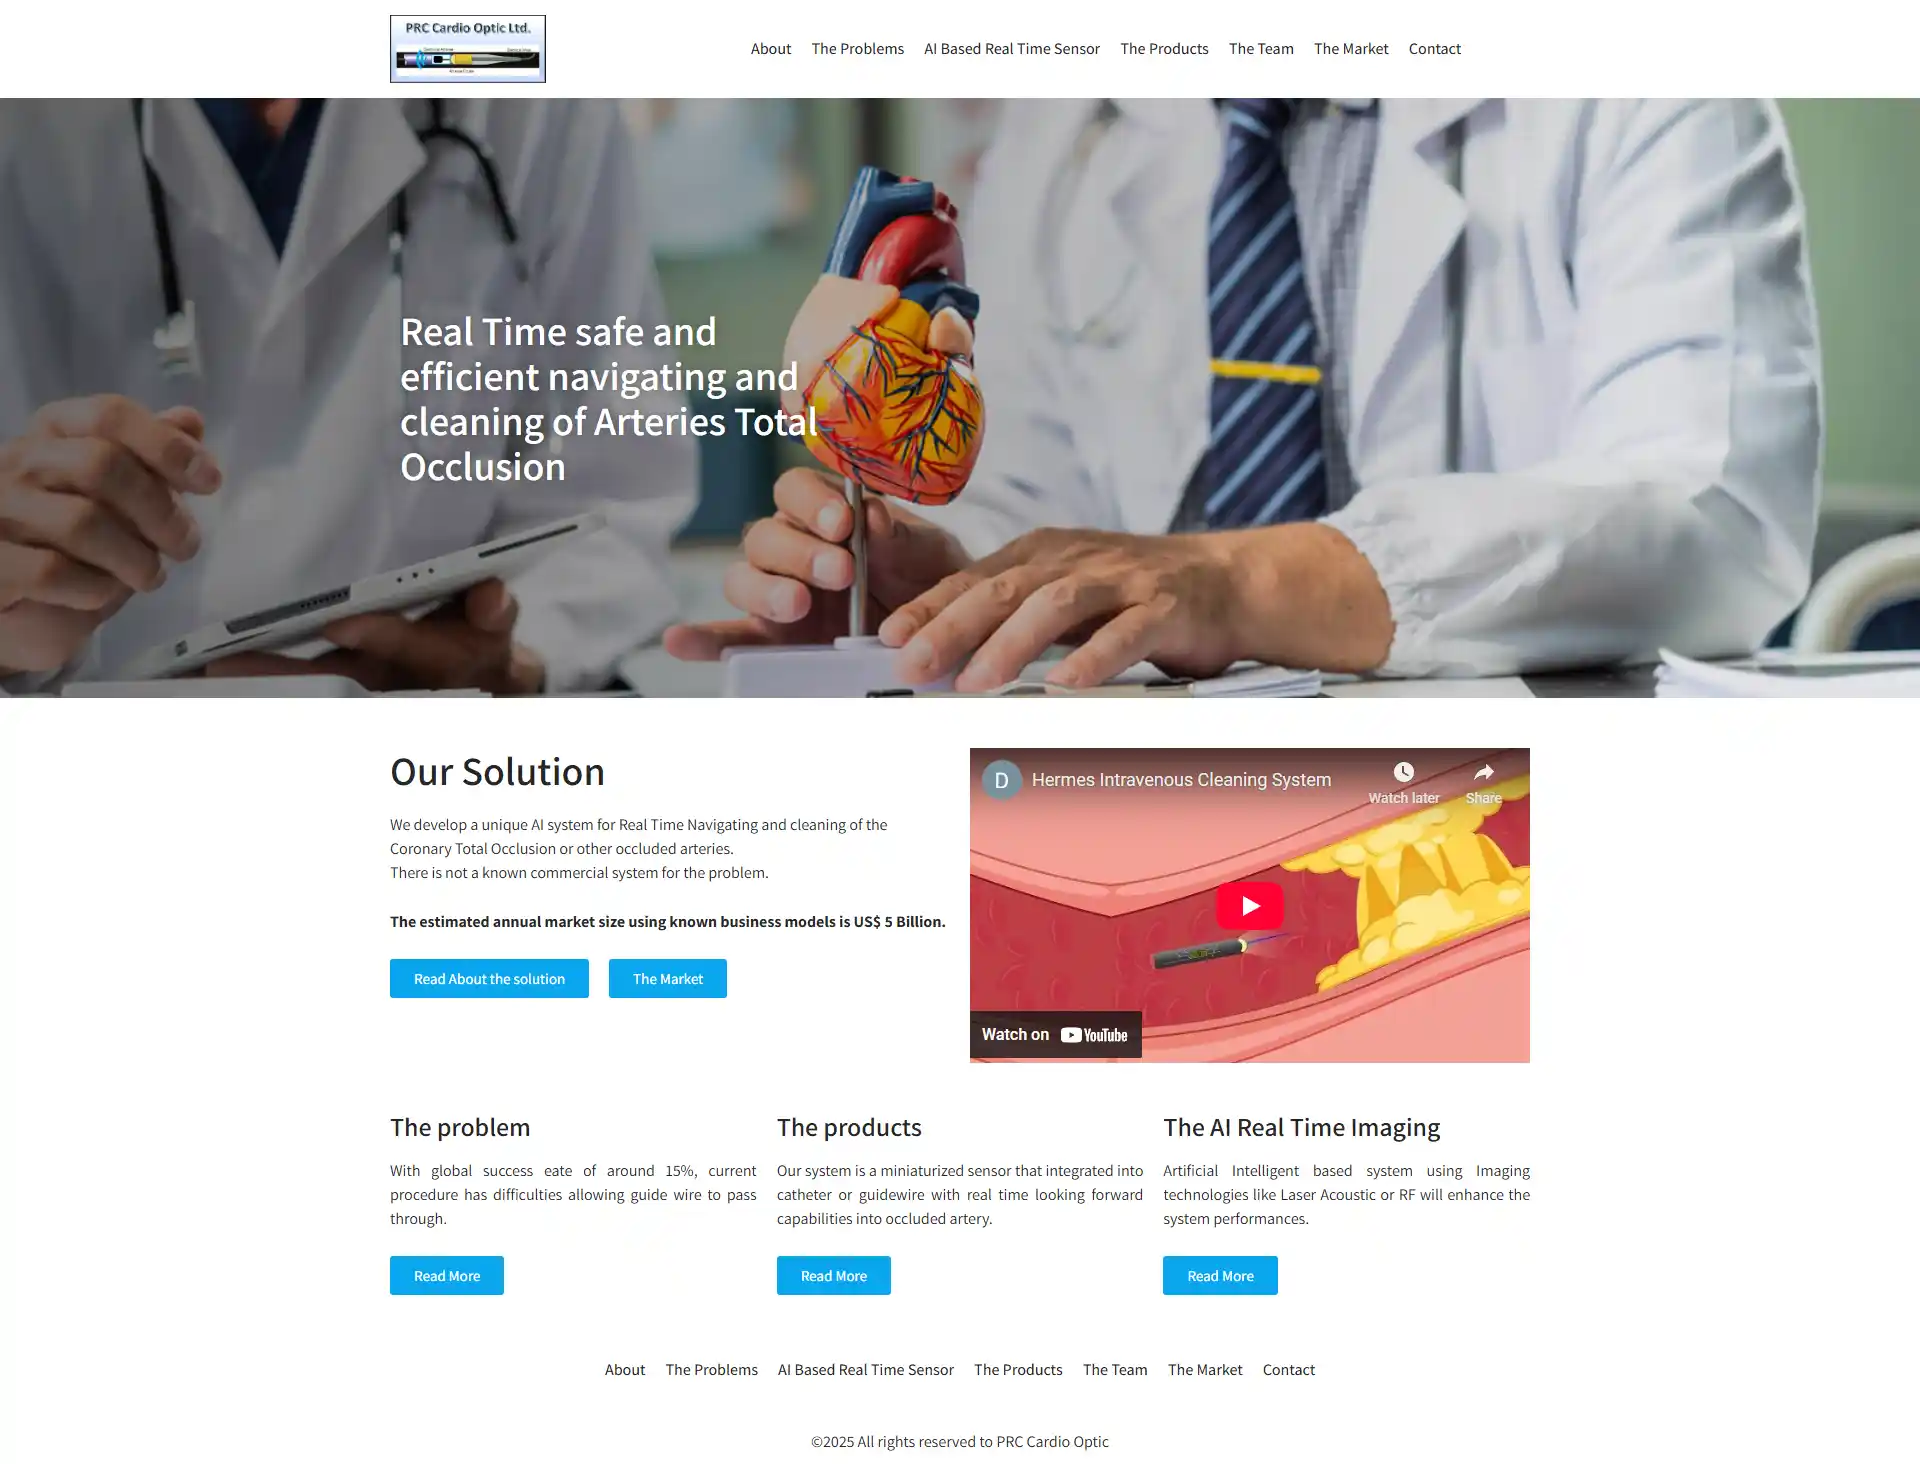 PRC Cardio Optic Ltd.
About The Problems AI Based Real Time Sensor The Products The Team The Market Contact
Real Time safe and
efficient navigating and
cleaning of Arteries Total
Occlusion
Our Solution
We develop a unique AI system for Real Time Navigating and cleaning of the
Coronary Total Occlusion or other occluded arteries.
There is not a known commercial system for the problem.
The estimated annual market size using known business models is US$ 5 Billion.
Read About the solution The Market
D Hermes Intravenous Cleaning System
Watch later Share
Watch on YouTube
The problem
With global success eate of around 15%, current
procedure has difficulties allowing guide wire to pass
through.
Read More
The products
Our system is a miniaturized sensor that integrated into
catheter or guidewire with real time looking forward
capabilities into occluded artery.
Read More
The AI Real Time Imaging
Artificial Intelligent based system using Imaging
technologies like Laser Acoustic or RF will enhance the
system performances.
Read More
About The Problems AI Based Real Time Sensor The Products The Team The Market Contact
©2025 All rights reserved to PRC Cardio Optic